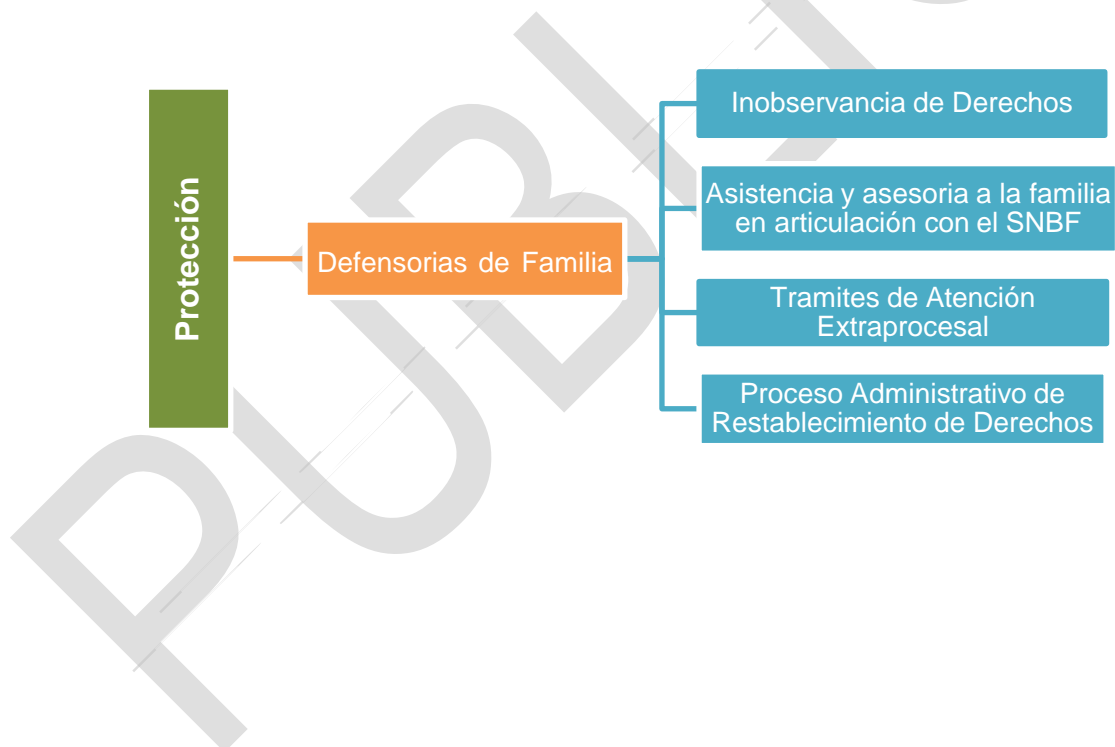 Protección
Defensorias de Familia
Inobservancia de Derechos
Asistencia y asesoria a la familia
en articulación con el SNBF
Tramites de Atención
Extraprocesal
Proceso Administrativo de
Restablecimiento de Derechos